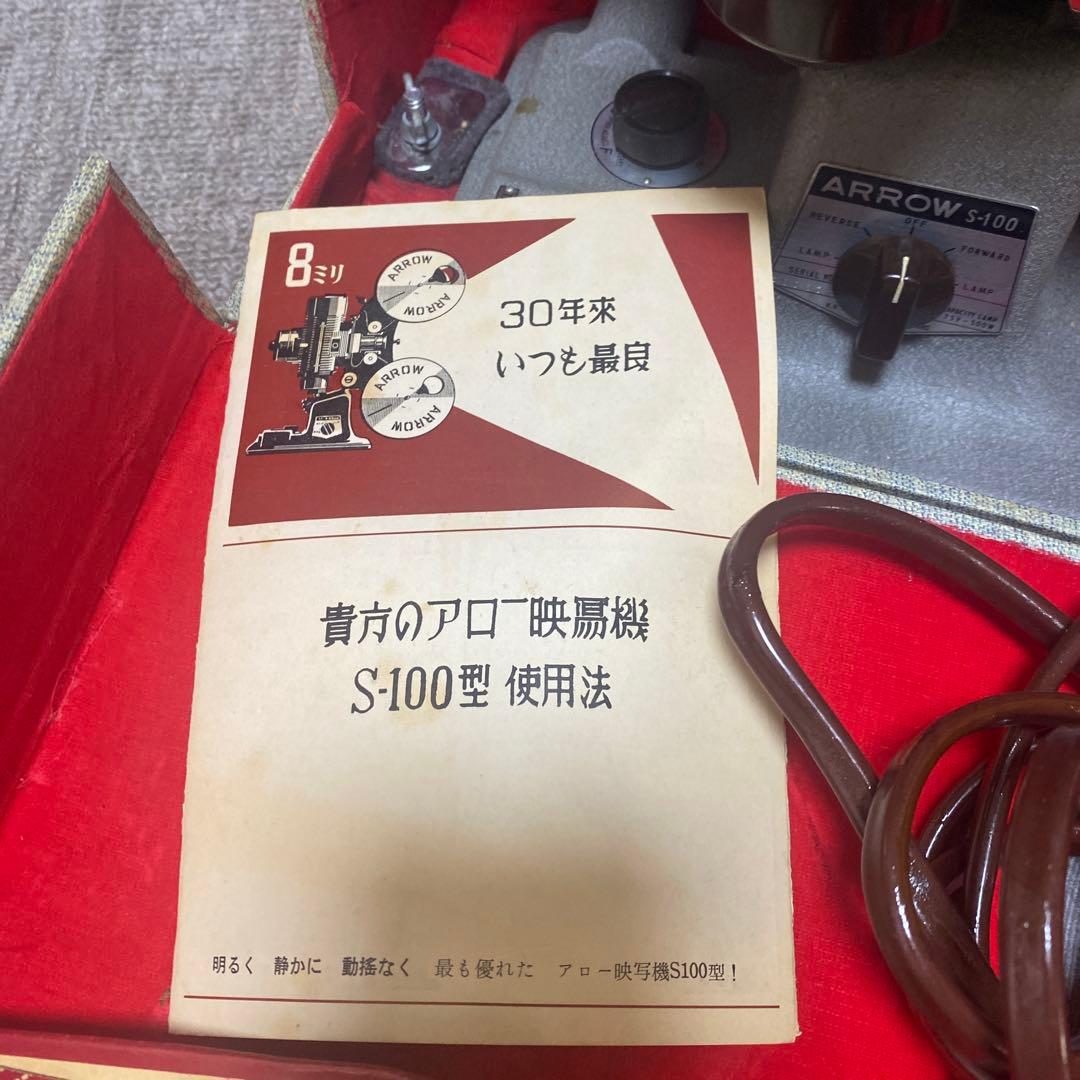 ARROW S-100
OFF
REVERSE
FORWARD
LAMP
LAMP
8ミリ
ARROW
ARROW
ARROW
ARROW
30年來
いつも最良
貴方のアロー映写機
S-100型 使用法
明るく 静かに 動搖なく 最も優れた アロー映写機S100型!